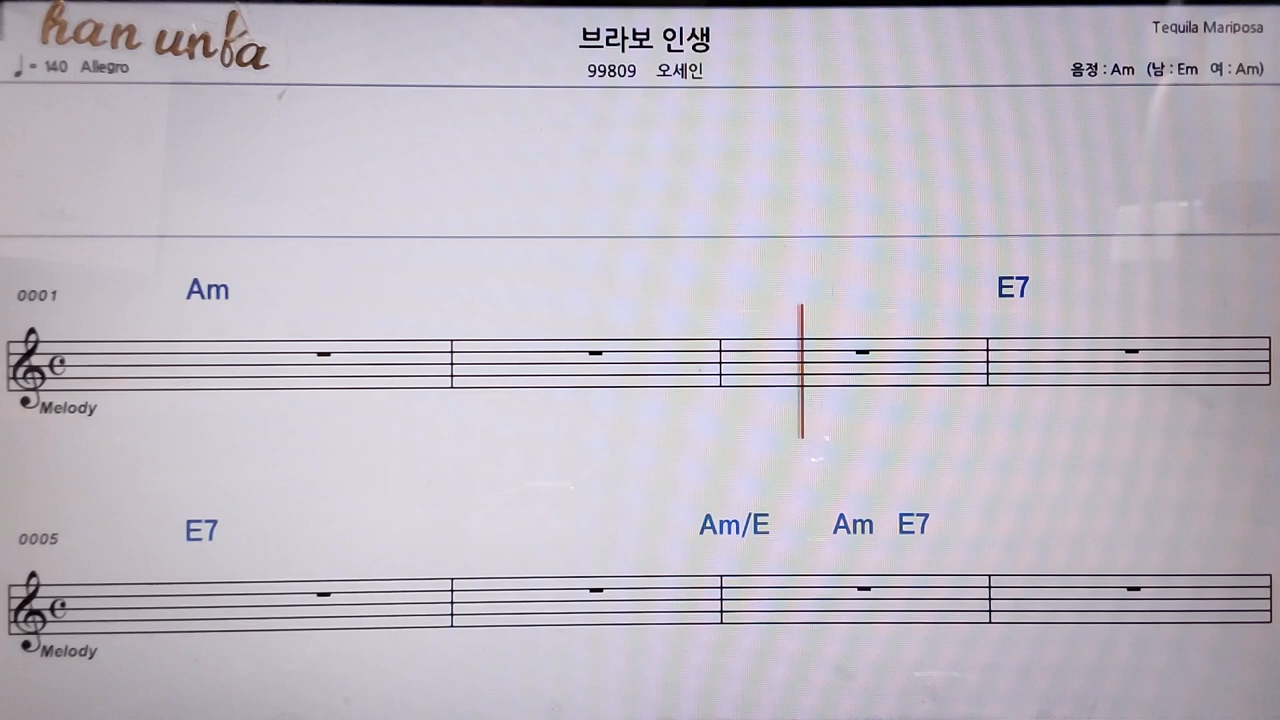 han unfa
♩= 140 Allegro
브라보 인생
99809 오세인
Tequila Mariposa
음정 : Am (남 : Em 여 : Am)
0001 Am E7
Melody
0005 E7 Am/E Am E7
Melody